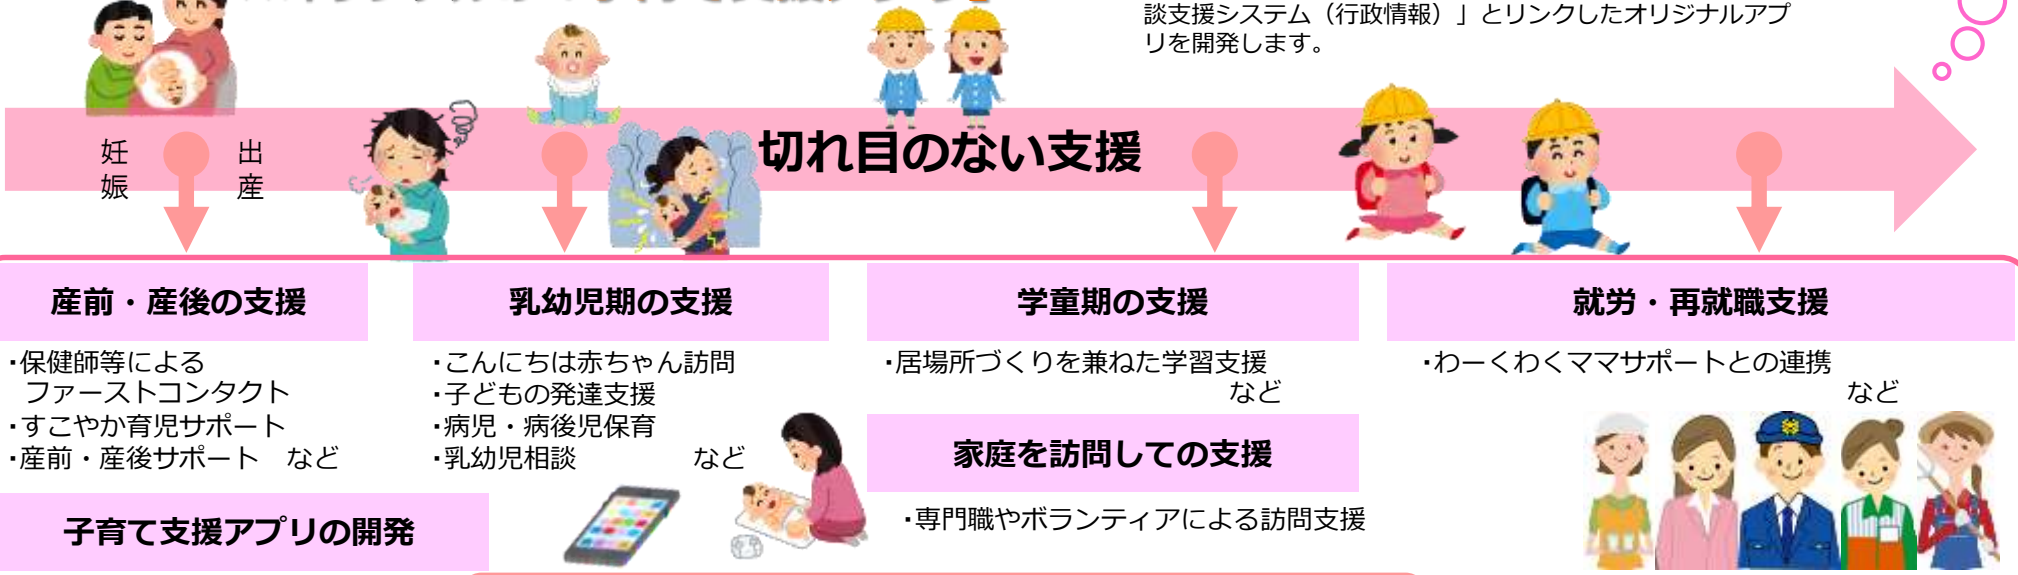 談支援システム（行政情報）」とリンクしたオリジナルアプ
リを開発します。
妊娠
出産
切れ目のない支援
産前・産後の支援
・保健師等による
ファーストコンタクト
・すこやか育児サポート
・産前・産後サポート　など
子育て支援アプリの開発
乳幼児期の支援
・こんにちは赤ちゃん訪問
・子どもの発達支援
・病児・病後児保育
・乳幼児相談　など
学童期の支援
・居場所づくりを兼ねた学習支援
など
家庭を訪問しての支援
・専門職やボランティアによる訪問支援
就労・再就職支援
・わーくわくママサポートとの連携
など